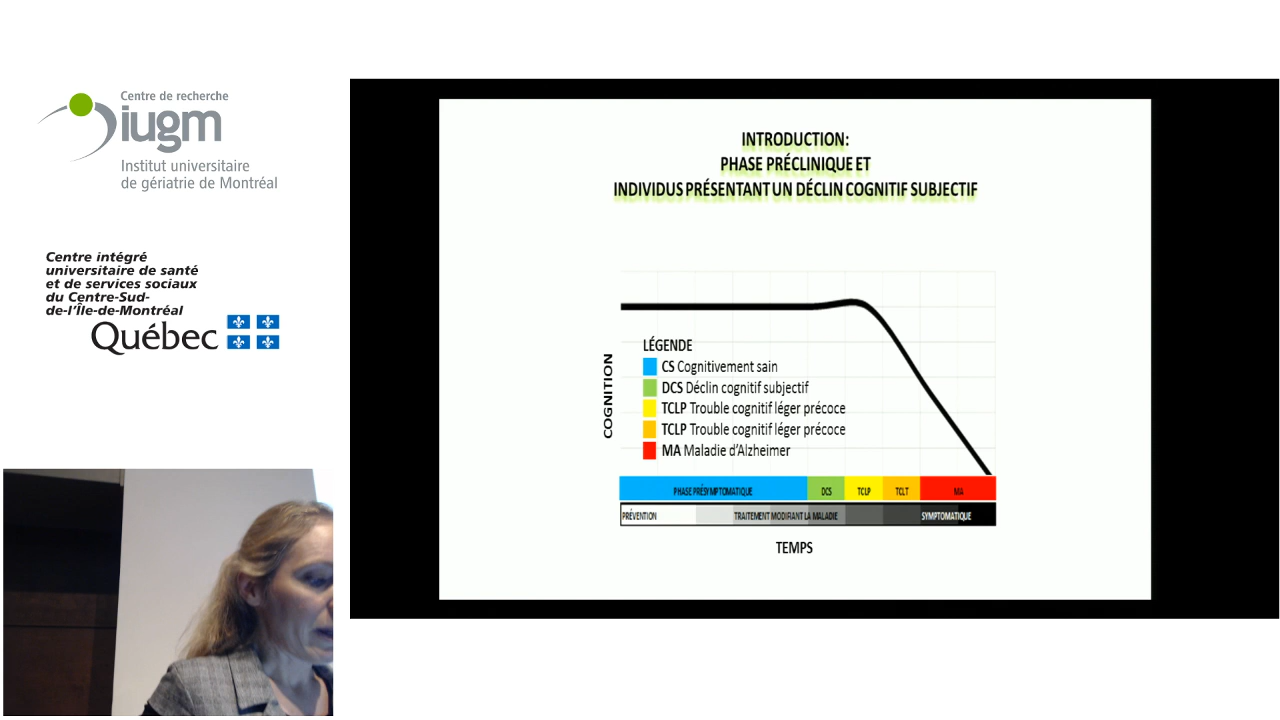 Centre de recherche
iugm
Institut universitaire
de gériatrie de Montréal
Centre intégré
universitaire de santé
et de services sociaux
du Centre-Sud-
de-l'Île-de-Montréal
Québec
INTRODUCTION:
PHASE PRÉCLINIQUE ET
INDIVIDUS PRÉSENTANT UN DÉCLIN COGNITIF SUBJECTIF
COGNITION
LÉGENDE
CS Cognitivement sain
DCS Déclin cognitif subjectif
TCLP Trouble cognitif léger précoce
TCLP Trouble cognitif léger précoce
MA Maladie d'Alzheimer
PHASE PRÉSYMPTOMATIQUE DCS TCLP TCLT MA
PRÉVENTION TRAITEMENT MODIFIANT LA MALADIE SYMPTOMATIQUE
TEMPS